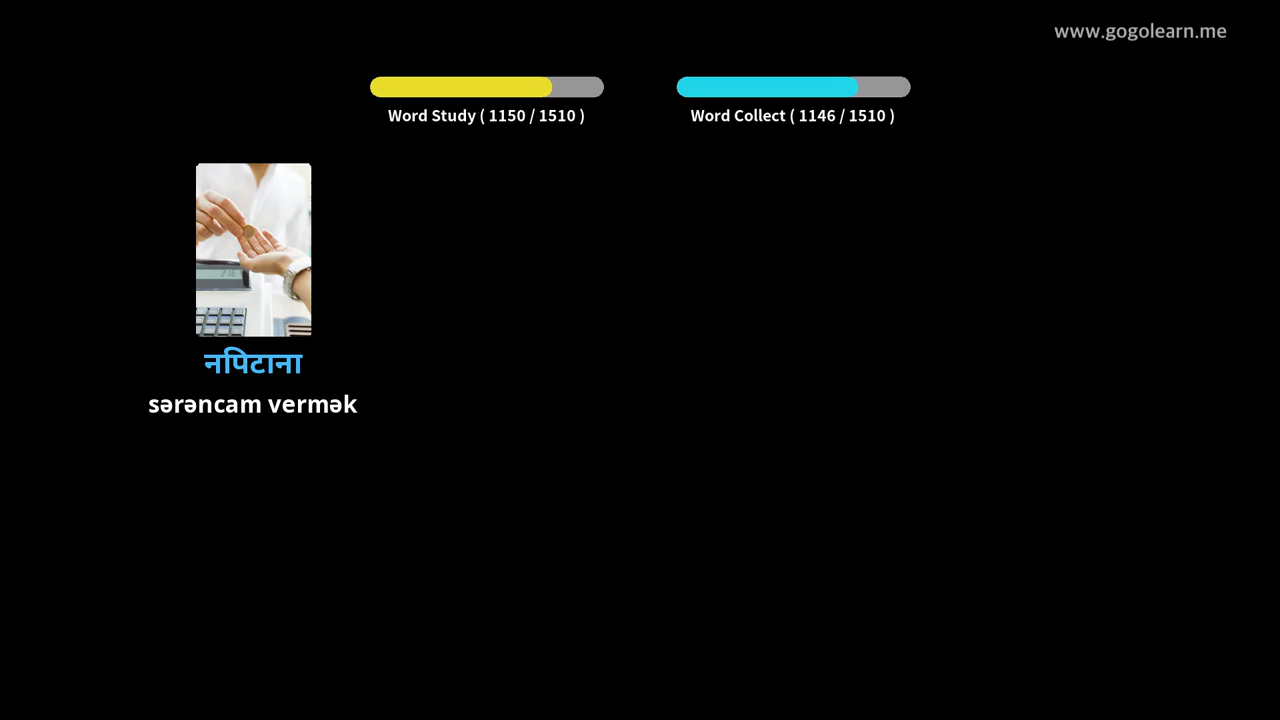 www.gogolearn.me
Word Study ( 1150 / 1510 )
Word Collect ( 1146 / 1510 )
नपिटाना
sərəncam vermək